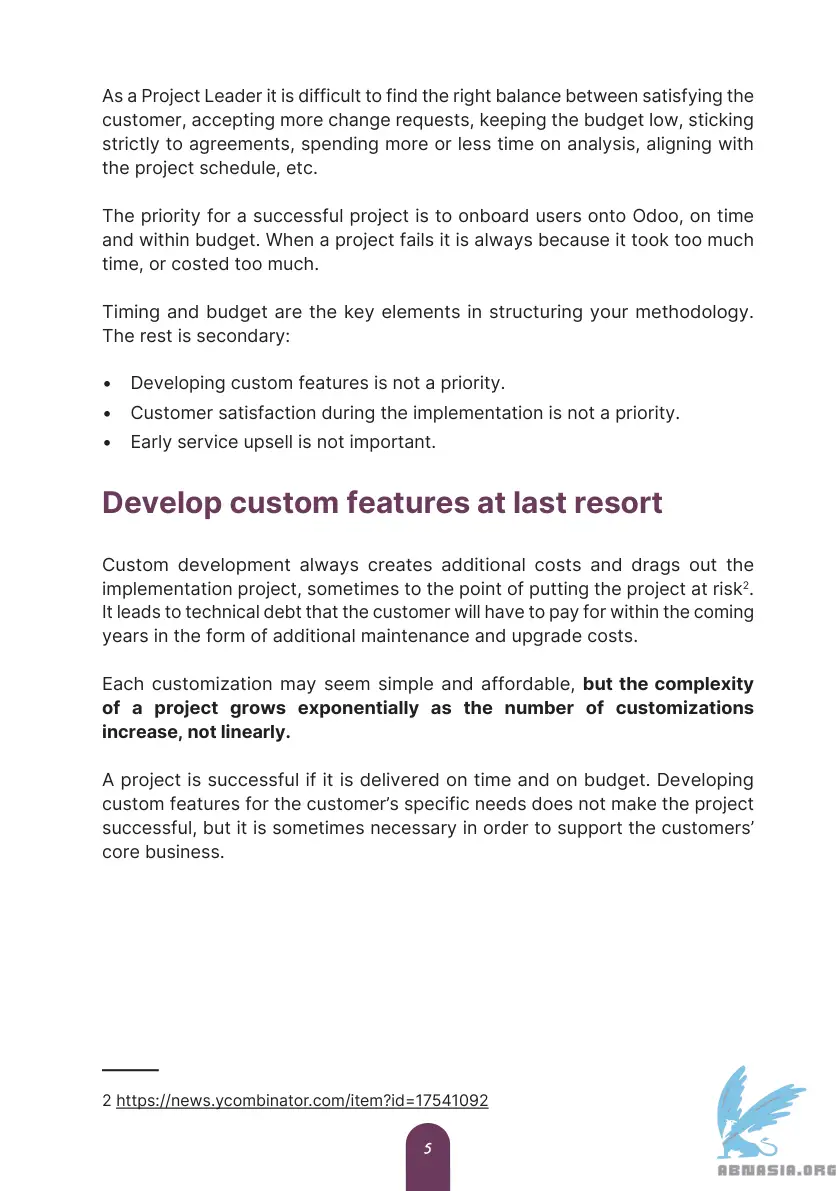 As a Project Leader it is difficult to find the right balance between satisfying the
customer, accepting more change requests, keeping the budget low, sticking
strictly to agreements, spending more or less time on analysis, aligning with
the project schedule, etc.
The priority for a successful project is to onboard users onto Odoo, on time
and within budget. When a project fails it is always because it took too much
time, or costed too much.
Timing and budget are the key elements in structuring your methodology.
The rest is secondary:
• Developing custom features is not a priority.
• Customer satisfaction during the implementation is not a priority.
• Early service upsell is not important.
Develop custom features at last resort
Custom development always creates additional costs and drags out the
implementation project, sometimes to the point of putting the project at risk².
It leads to technical debt that the customer will have to pay for within the coming
years in the form of additional maintenance and upgrade costs.
Each customization may seem simple and affordable, but the complexity
of a project grows exponentially as the number of customizations
increase, not linearly.
A project is successful if it is delivered on time and on budget. Developing
custom features for the customer’s specific needs does not make the project
successful, but it is sometimes necessary in order to support the customers’
core business.
2 https://news.ycombinator.com/item?id=17541092
5
ABNASIA.ORG